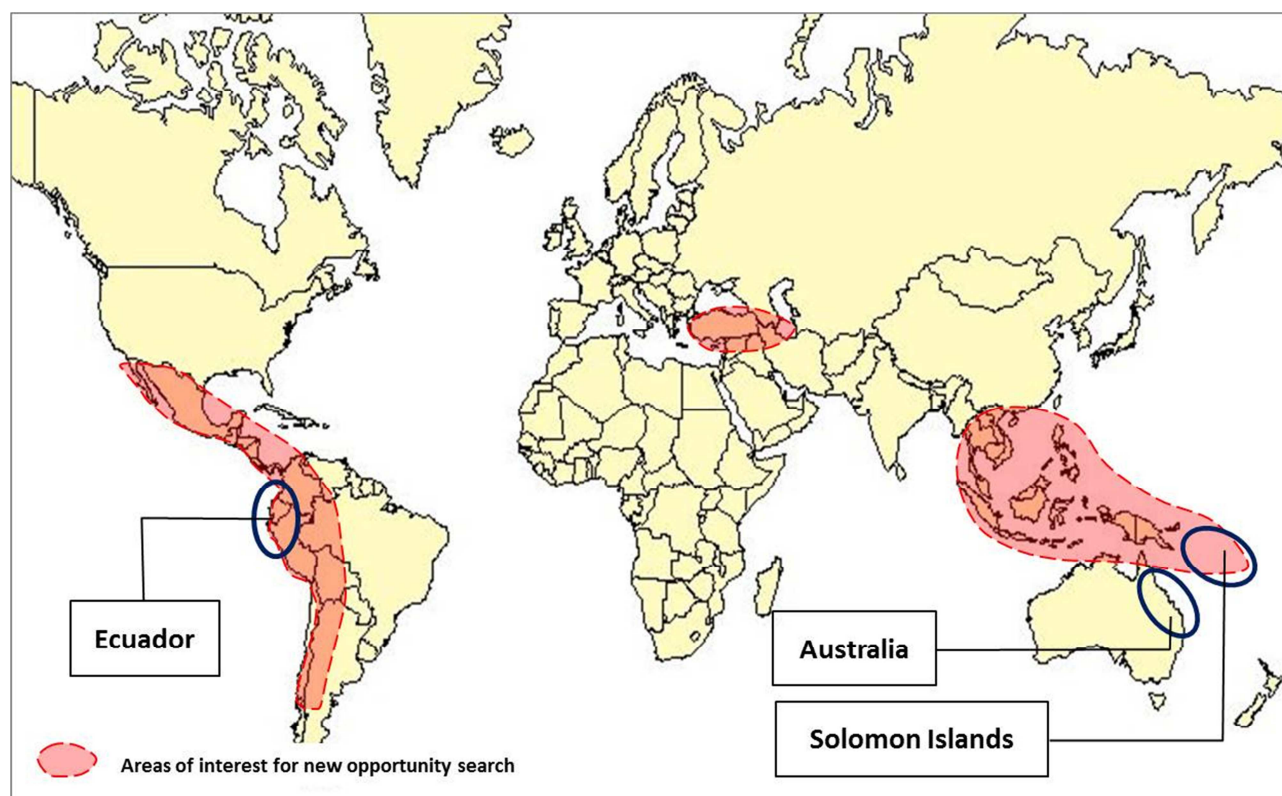 Ecuador
Australia
Solomon Islands
Areas of interest for new opportunity search